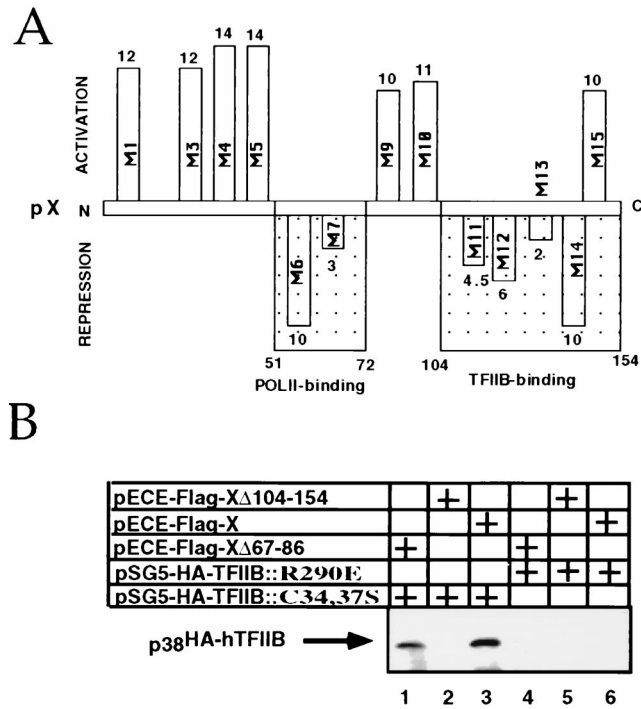 A
ACTIVATION
REPRESSION
12 12 14 14 10 11 10
M1 M3 M4 M5 M9 M10 M13 M15
pX N C
M6 M7 M11 M12 M14
10 3 4.5 6 2 10
51 72 104 154
POLII-binding TFIIB-binding
B
pECE-Flag-XΔ104-154 + +
pECE-Flag-X + +
pECE-Flag-XΔ67-86 + +
pSG5-HA-TFIIB::R290E + + +
pSG5-HA-TFIIB::C34,37S + + +
p38HA-hTFIIB
1 2 3 4 5 6